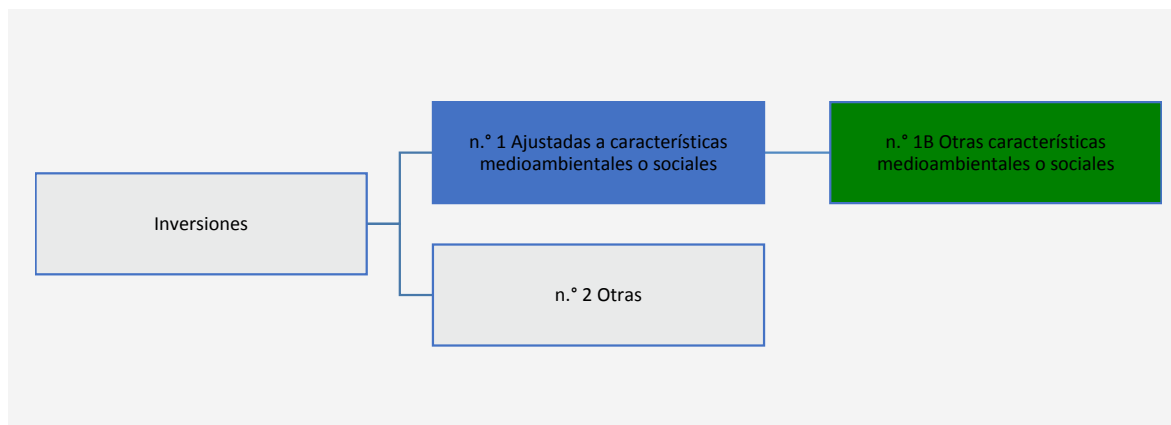 n.° 1 Ajustadas a características
medioambientales o sociales
n.° 1B Otras características
medioambientales o sociales
Inversiones
n.° 2 Otras